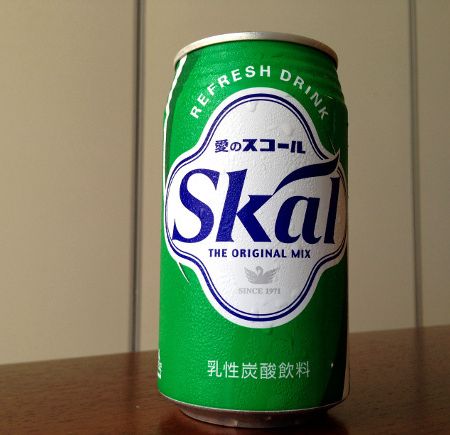 REFRESH DRINK
愛のスコール
Skal
THE ORIGINAL MIX
SINCE 1971
乳性炭酸飲料